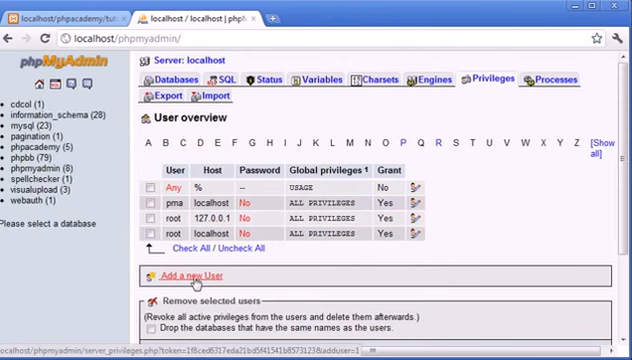 localhost/phpacademy/tut
localhost / localhost | phpM
localhost/phpmyadmin/
phpMyAdmin
cdcol (1)
information_schema (28)
mysql (23)
pagination (1)
phpacademy (5)
phpbb (79)
phpmyadmin (8)
spellchecker (1)
visualupload (3)
webauth (1)
Please select a database
Server: localhost
Databases SQL Status Variables Charsets Engines Privileges Processes
Export Import
User overview
A B C D E F G H I J K L M N O P Q R S T U V W X Y Z [Show all]
User Host Password Global privileges 1 Grant
Any % -- USAGE No
pma localhost No ALL PRIVILEGES Yes
root 127.0.0.1 No ALL PRIVILEGES Yes
root localhost No ALL PRIVILEGES Yes
Check All / Uncheck All
Add a new User
Remove selected users
(Revoke all active privileges from the users and delete them afterwards.)
Drop the databases that have the same names as the users.